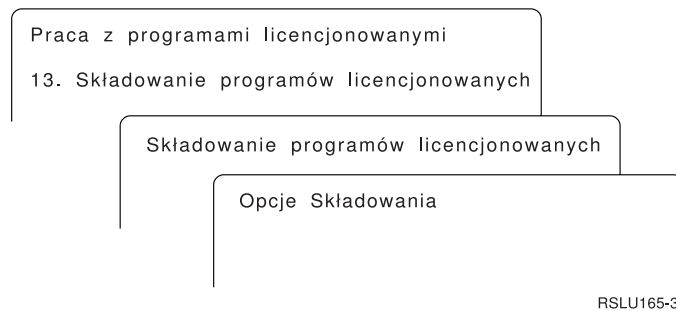 Praca z programami licencjonowanymi
13. Składowanie programów licencjonowanych
Składowanie programów licencjonowanych
Opcje Składowania
RSLU165-3